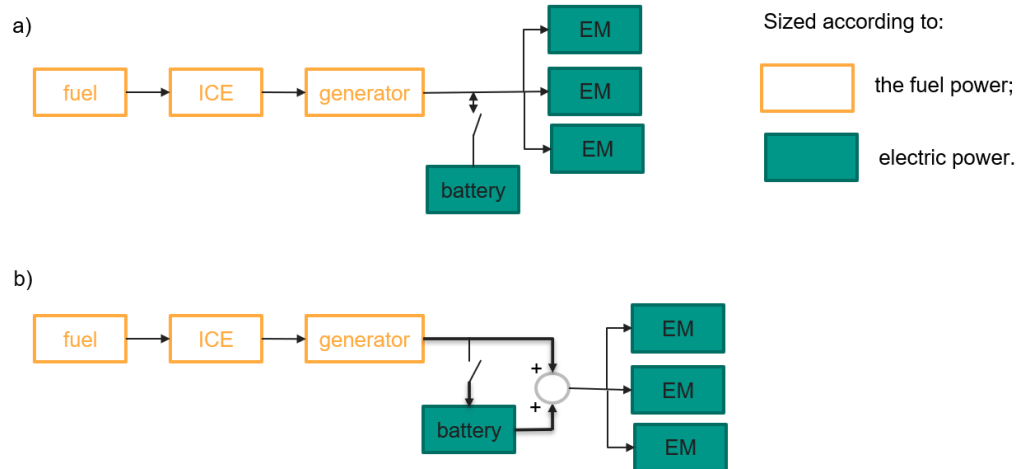 a)
Sized according to:
fuel
ICE
generator
EM
EM
EM
battery
the fuel power;
electric power.
b)
fuel
ICE
generator
+
+
battery
EM
EM
EM